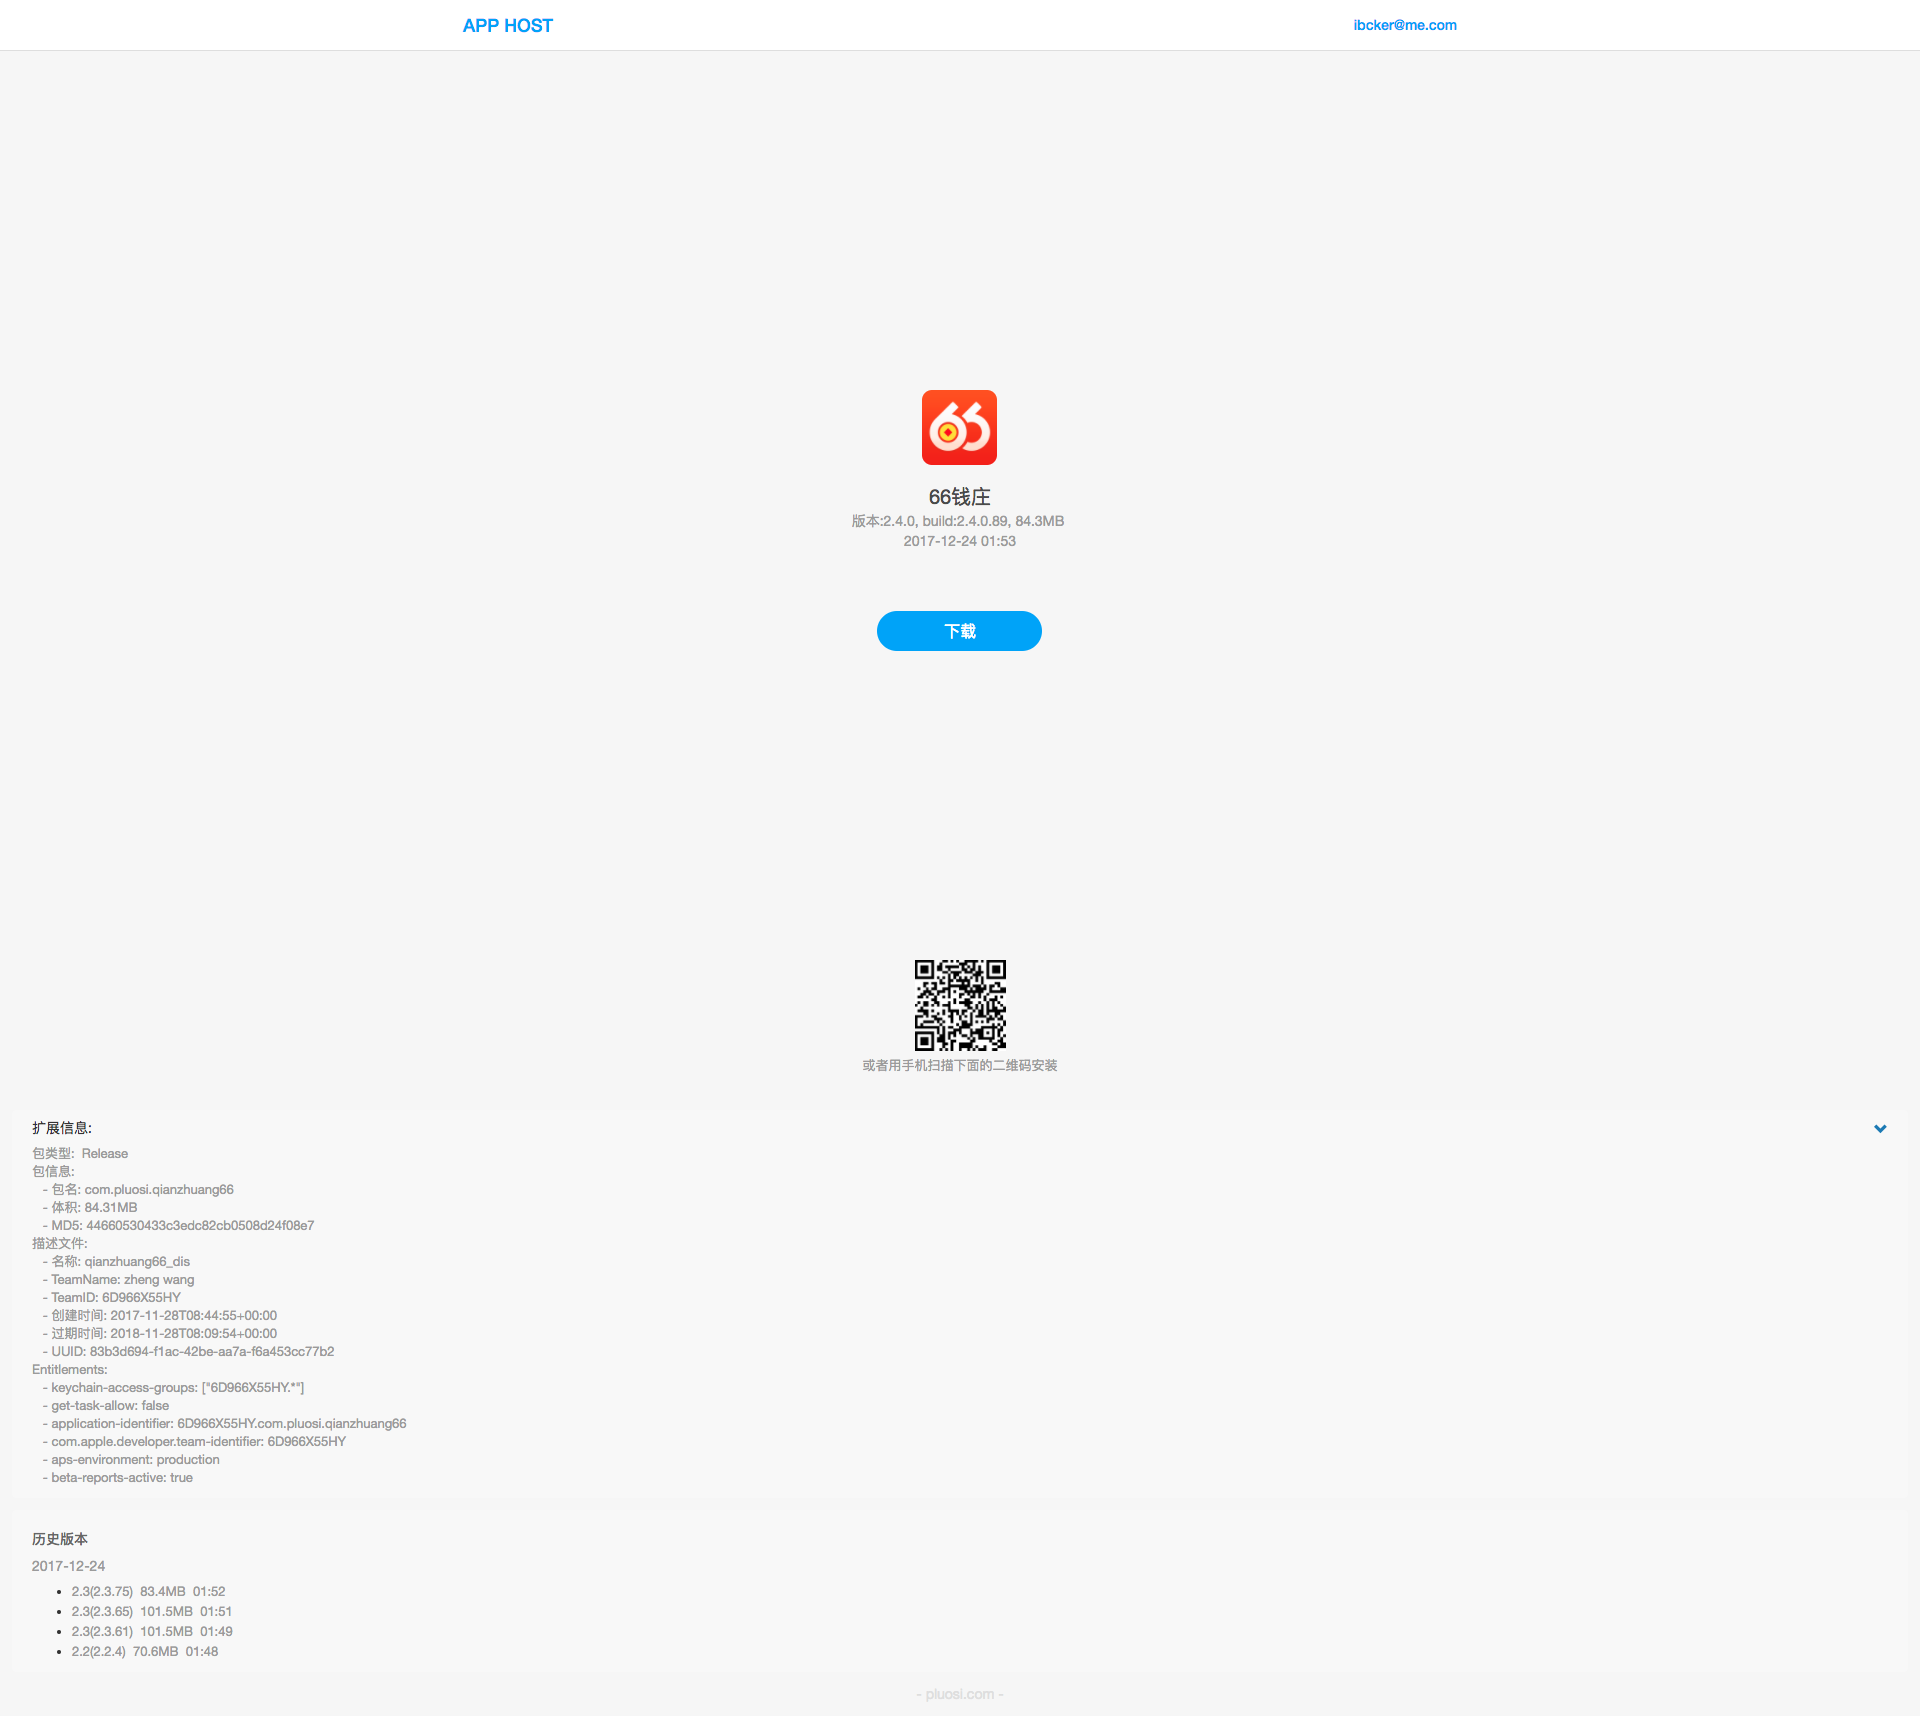 APP HOST
ibcker@me.com
66
66钱庄
版本:2.4.0, build:2.4.0.89, 84.3MB
2017-12-24 01:53
下载
或者用手机扫描下面的二维码安装
扩展信息:
包类型: Release
包信息:
- 包名: com.pluosi.qianzhuang66
- 体积: 84.31MB
- MD5: 44660530433c3edc82cb0508d24f08e7
描述文件:
- 名称: qianzhuang66_dis
- TeamName: zheng wang
- TeamID: 6D966X55HY
- 创建时间: 2017-11-28T08:44:55+00:00
- 过期时间: 2018-11-28T08:09:54+00:00
- UUID: 83b3d694-f1ac-42be-aa7a-f6a453cc77b2
Entitlements:
- keychain-access-groups: ["6D966X55HY.*"]
- get-task-allow: false
- application-identifier: 6D966X55HY.com.pluosi.qianzhuang66
- com.apple.developer.team-identifier: 6D966X55HY
- aps-environment: production
- beta-reports-active: true
历史版本
2017-12-24
• 2.3(2.3.75) 83.4MB 01:52
• 2.3(2.3.65) 101.5MB 01:51
• 2.3(2.3.61) 101.5MB 01:49
• 2.2(2.2.4) 70.6MB 01:48
- pluosi.com -